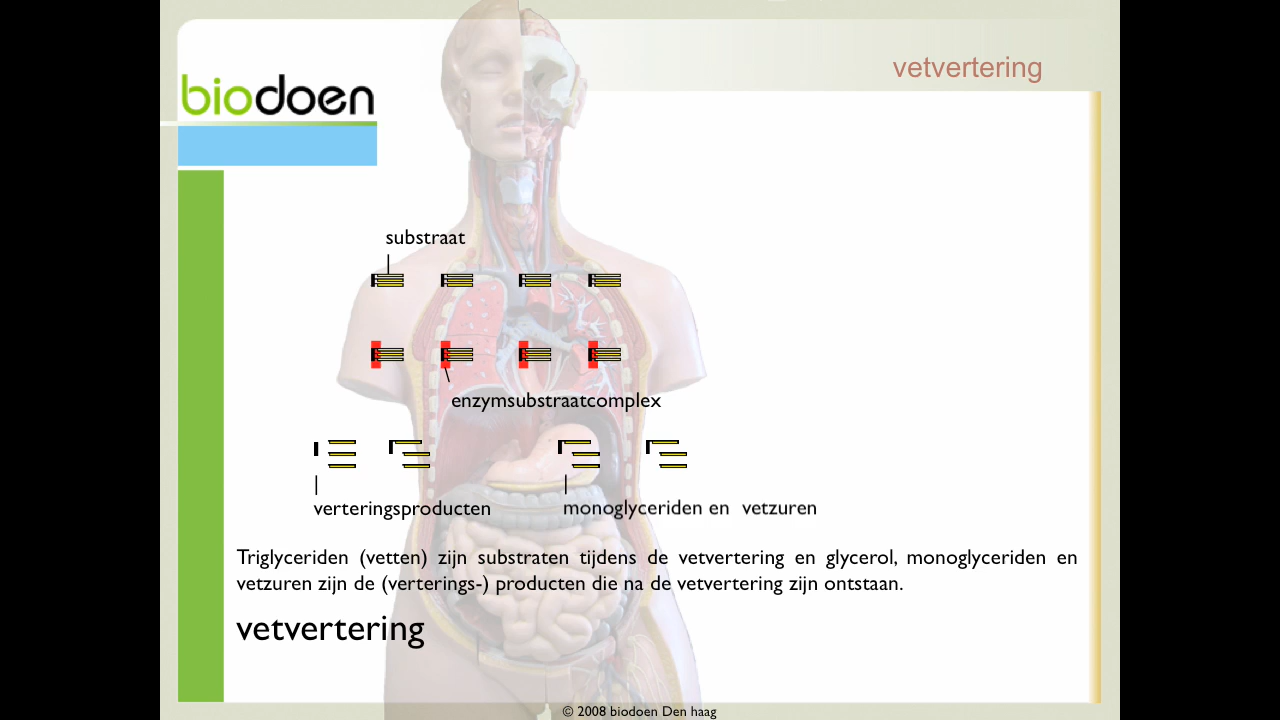 vetvertering
biodoen
substraat
enzymsubstraatcomplex
verteringsproducten
monoglyceriden en vetzuren
Triglyceriden (vetten) zijn substraten tijdens de vetvertering en glycerol, monoglyceriden en
vetzuren zijn de (verterings-) producten die na de vetvertering zijn ontstaan.
vetvertering
© 2008 biodoen Den haag